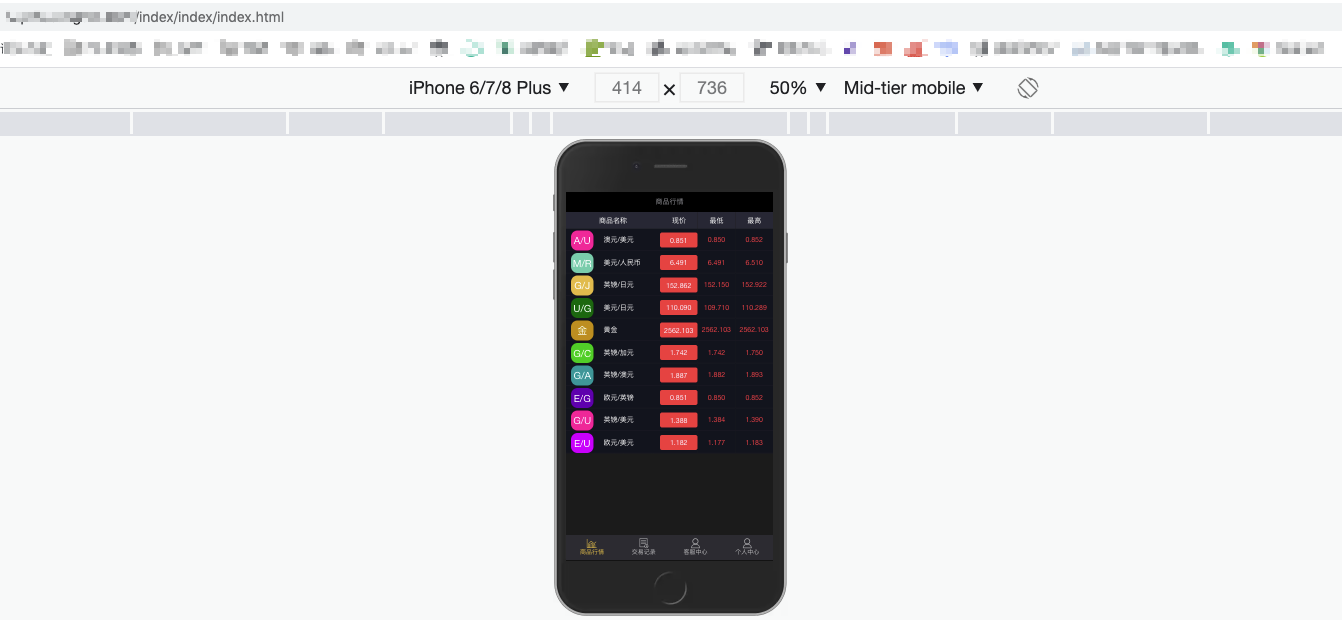 /index/index/index.html
iPhone 6/7/8 Plus ▼ 414 × 736 50% ▼ Mid-tier mobile ▼
商品行情
商品名称 现价 最低 最高
A/U 澳元/美元 0.851 0.850 0.852
M/R 美元/人民币 6.491 6.491 6.510
G/J 英镑/日元 152.862 152.150 152.922
U/G 美元/日元 110.090 109.710 110.289
金 黄金 2562.103 2562.103 2562.103
G/C 英镑/加元 1.742 1.742 1.750
G/A 英镑/澳元 1.887 1.882 1.893
E/G 欧元/英镑 0.851 0.850 0.852
G/U 英镑/美元 1.388 1.384 1.390
E/U 欧元/美元 1.182 1.177 1.183
商品行情 交易记录 客服中心 个人中心